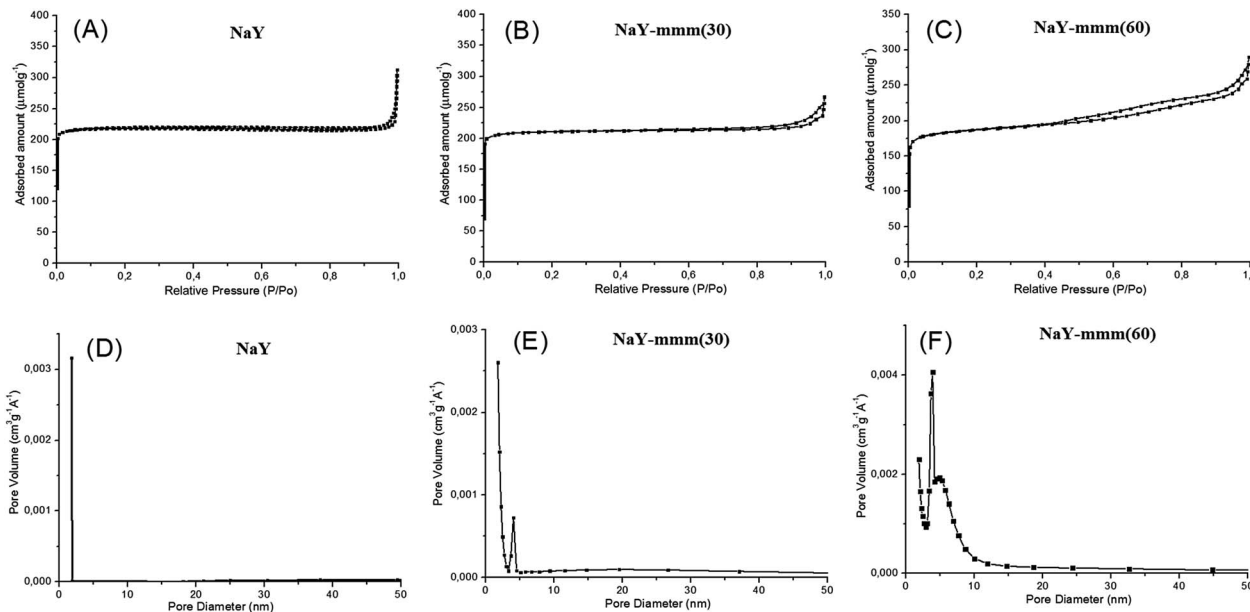 (A)
NaY
Adsorbed amount (µmolg⁻¹)
400
350
300
250
200
150
100
50
0
0,0 0,2 0,4 0,6 0,8 1,0
Relative Pressure (P/Po)
(B)
NaY-mmm(30)
Adsorbed amount (µmolg⁻¹)
400
350
300
250
200
150
100
50
0
0,0 0,2 0,4 0,6 0,8 1,0
Relative Pressure (P/Po)
(C)
NaY-mmm(60)
Adsorbed amount (µmolg⁻¹)
400
350
300
250
200
150
100
50
0
0,0 0,2 0,4 0,6 0,8 1,
Relative Pressure (P/Po)
(D)
NaY
Pore Volume (cm³g⁻¹A⁻¹)
0,003
0,002
0,001
0,000
0 10 20 30 40 50
Pore Diameter (nm)
(E)
NaY-mmm(30)
Pore Volume (cm³g⁻¹A⁻¹)
0,003
0,002
0,001
0,000
0 10 20 30 40 50
Pore Diameter (nm)
(F)
NaY-mmm(60)
Pore Volume (cm³g⁻¹A⁻¹)
0,004
0,002
0,000
0 10 20 30 40 50
Pore Diameter (nm)